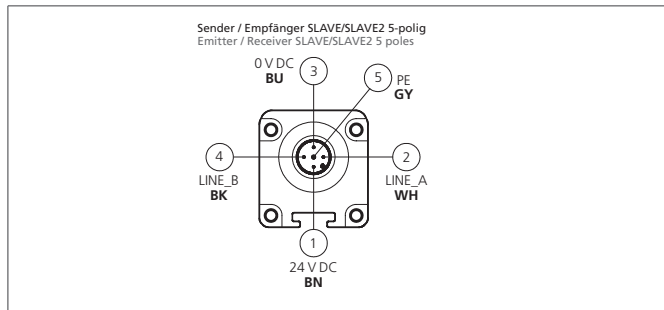 Sender / Empfänger SLAVE/SLAVE2 5-polig
Emitter / Receiver SLAVE/SLAVE2 5 poles
0 V DC
BU
3
5
PE
GY
4
LINE_B
BK
2
LINE_A
WH
1
24 V DC
BN